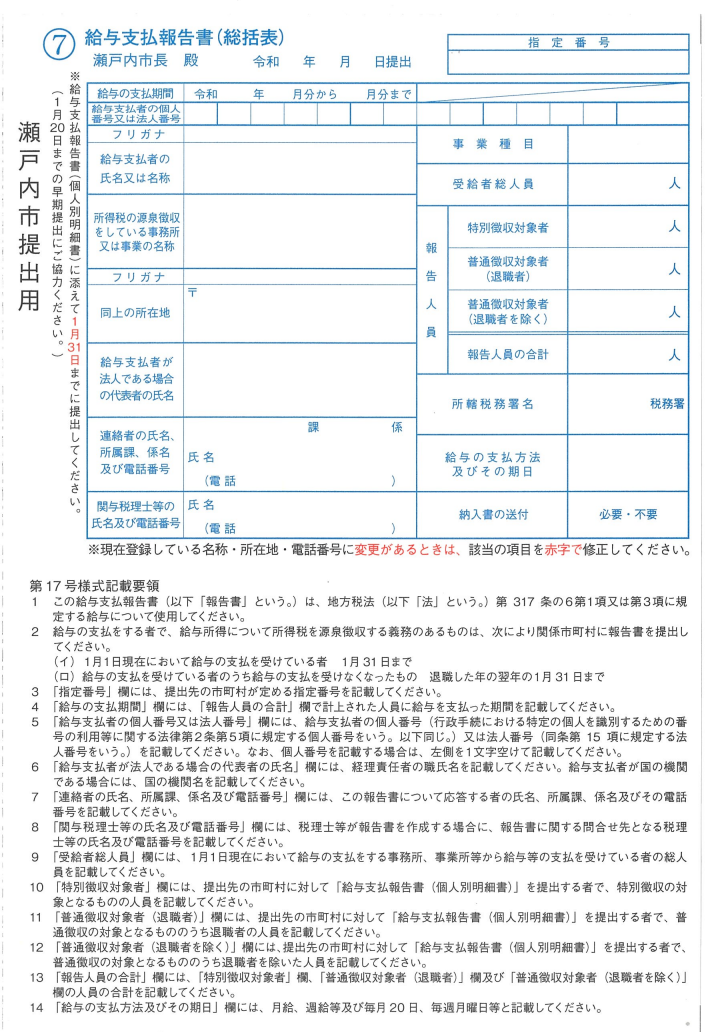 ⑦ 給与支払報告書（総括表）
瀬戸内市長　殿　　　令和　　年　　月　　日提出
指定番号
※給与支払報告書（個人別明細書）に添えて1月31日までに提出してください。
（1月20日までの早期提出にご協力ください。）
瀬戸内市提出用
給与の支払期間　令和　　年　　月分から　　月分まで
給与支払者の個人
番号又は法人番号
フリガナ
給与支払者の
氏名又は名称
所得税の源泉徴収
をしている事務所
又は事業の名称
フリガナ
同上の所在地　〒
給与支払者が
法人である場合
の代表者の氏名
連絡者の氏名、
所属課、係名
及び電話番号
課　　係
氏名
（電話　　　　）
関与税理士等の
氏名及び電話番号
氏名
（電話　　　　）
事業種目
受給者総人員　人
報告人員
特別徴収対象者　人
普通徴収対象者
（退職者）　人
普通徴収対象者
（退職者を除く）　人
報告人員の合計　人
所轄税務署名　税務署
給与の支払方法
及びその期日
納入書の送付　必要・不要
※現在登録している名称・所在地・電話番号に変更があるときは、該当の項目を赤字で修正してください。
第17号様式記載要領
1　この給与支払報告書（以下「報告書」という。）は、地方税法（以下「法」という。）第 317 条の6第1項又は第3項に規
定する給与について使用してください。
2　給与の支払をする者で、給与所得について所得税を源泉徴収する義務のあるものは、次により関係市町村に報告書を提出し
てください。
（イ）1月1日現在において給与の支払を受けている者　1月31日まで
（ロ）給与の支払を受けている者のうち給与の支払を受けなくなったもの　退職した年の翌年の1月31日まで
3　「指定番号」欄には、提出先の市町村が定める指定番号を記載してください。
4　「給与の支払期間」欄には、「報告人員の合計」欄で計上された人員に給与を支払った期間を記載してください。
5　「給与支払者の個人番号又は法人番号」欄には、給与支払者の個人番号（行政手続における特定の個人を識別するための番
号の利用等に関する法律第2条第5項に規定する個人番号をいう。以下同じ。）又は法人番号（同条第 15 項に規定する法
人番号をいう。）を記載してください。なお、個人番号を記載する場合は、左側を1文字空けて記載してください。
6　「給与支払者が法人である場合の代表者の氏名」欄には、経理責任者の職氏名を記載してください。給与支払者が国の機関
である場合には、国の機関名を記載してください。
7　「連絡者の氏名、所属課、係名及び電話番号」欄には、この報告書について応答する者の氏名、所属課、係名及びその電話
番号を記載してください。
8　「関与税理士等の氏名及び電話番号」欄には、税理士等が報告書を作成する場合に、報告書に関する問合せ先となる税理
士等の氏名及び電話番号を記載してください。
9　「受給者総人員」欄には、1月1日現在において給与の支払をする事務所、事業所等から給与等の支払を受けている者の総人
員を記載してください。
10　「特別徴収対象者」欄には、提出先の市町村に対して「給与支払報告書（個人別明細書）」を提出する者で、特別徴収の対
象となるものの人員を記載してください。
11　「普通徴収対象者（退職者）」欄には、提出先の市町村に対して「給与支払報告書（個人別明細書）」を提出する者で、普
通徴収の対象となるもののうち退職者の人員を記載してください。
12　「普通徴収対象者（退職者を除く）」欄には、提出先の市町村に対して「給与支払報告書（個人別明細書）」を提出する者で、
普通徴収の対象となるもののうち退職者を除いた人員を記載してください。
13　「報告人員の合計」欄には、「特別徴収対象者」欄、「普通徴収対象者（退職者）」欄及び「普通徴収対象者（退職者を除く）」
欄の人員の合計を記載してください。
14　「給与の支払方法及びその期日」欄には、月給、週給等及び毎月20日、毎週月曜日等と記載してください。